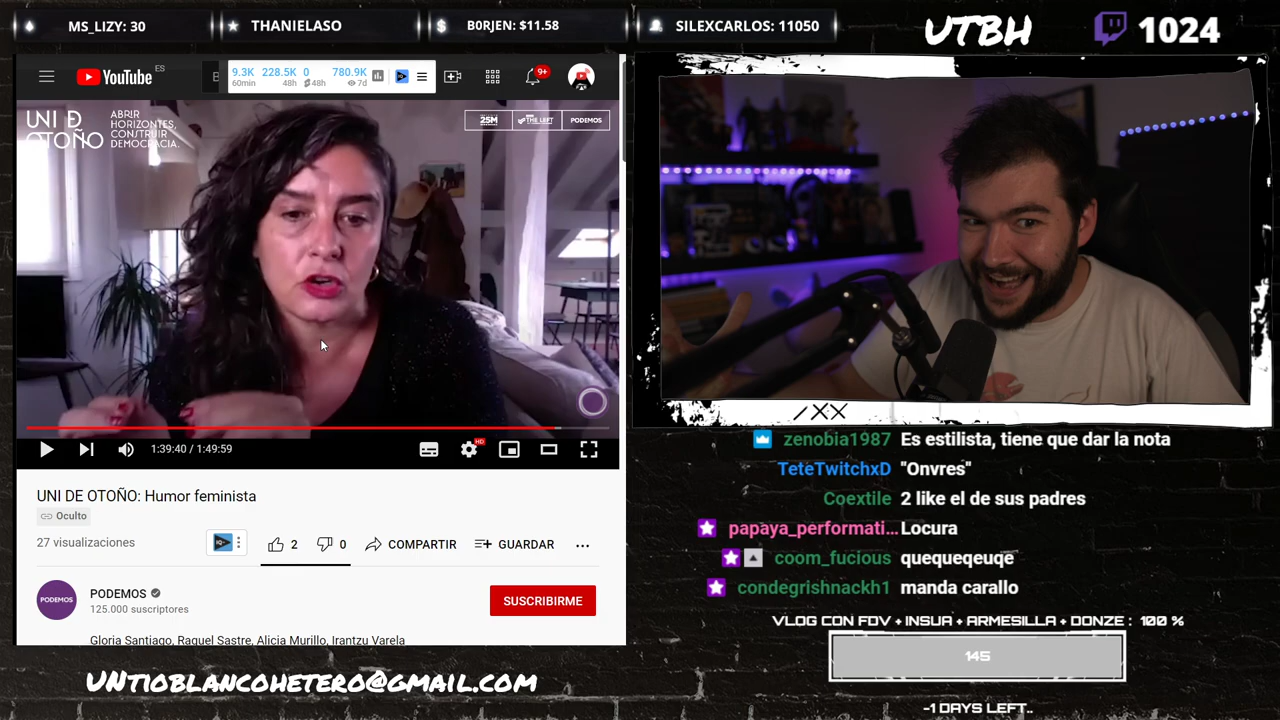 MS_LIZY: 30
THANIELASO
$
B0RJEN: $11.58
SILEXCARLOS: 11050
UTBH
1024
YouTube ES
9.3K 228.5K 0 780.9K
60min 48h 48h 7d
9+
UNI D OTOÑO
ABRIR
HORIZONTES,
CONSTRUIR
DEMOCRACIA.
25M
THE LEFT
PODEMOS
HD
1:39:40 / 1:49:59
UNI DE OTOÑO: Humor feminista
Oculto
27 visualizaciones
IQ
2
0
COMPARTIR
GUARDAR
...
PODEMOS
PODEMOS
125.000 suscriptores
SUSCRIBIRME
Gloria Santiago, Raquel Sastre, Alicia Murillo, Irantzu Varela
zenobia1987 Es estilista, tiene que dar la nota
TeteTwitchxD "Onvres"
Coextile 2 like el de sus padres
papaya_performati... Locura
coom_fucious quequeqeuqe
condegrishnackh1 manda carallo
VLOG CON FDV + INSUA + ARMESILLA + DONZE : 100 %
145
-1 DAYS LEFT..
UNTIOBLANCOHETERO@GMAIL.COM